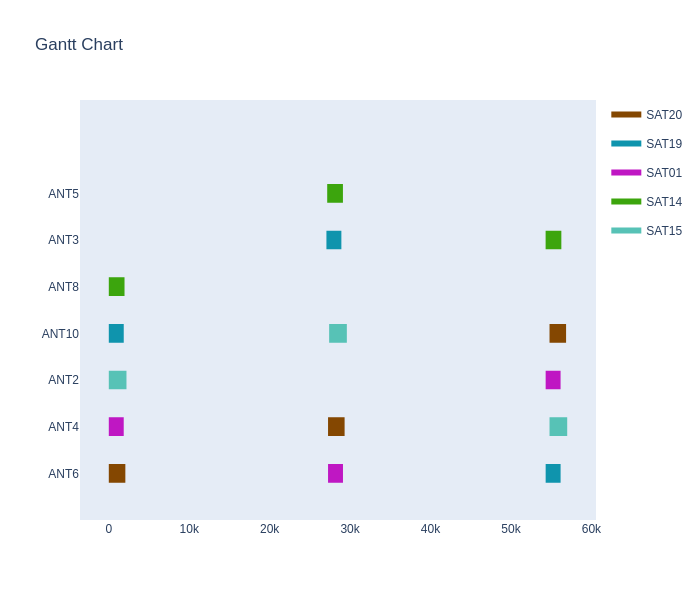 Gantt Chart
SAT20
SAT19
SAT01
SAT14
SAT15
ANT5
ANT3
ANT8
ANT10
ANT2
ANT4
ANT6
0 10k 20k 30k 40k 50k 60k